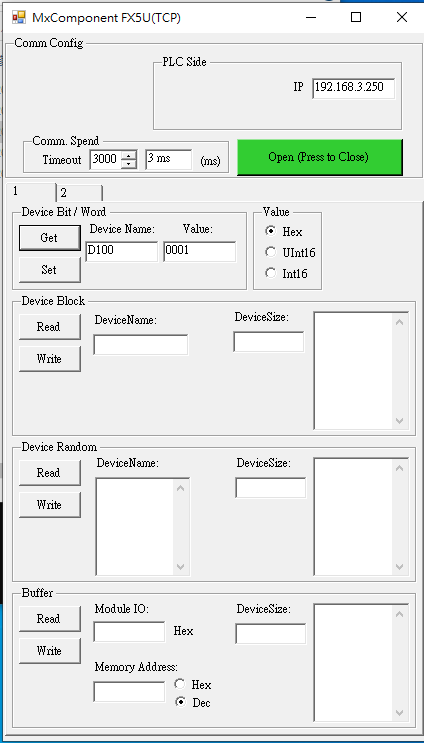 MxComponent FX5U(TCP)
Comm Config
PLC Side
IP 192.168.3.250
Comm. Spend
Timeout 3000 3 ms (ms)
Open (Press to Close)
1 2
Device Bit / Word
Get Device Name: Value:
D100 0001
Set
Value
Hex
UInt16
Int16
Device Block
Read DeviceName: DeviceSize:
Write
Device Random
Read DeviceName: DeviceSize:
Write
Buffer
Read Module IO: DeviceSize:
Hex
Write
Memory Address:
Hex
Dec